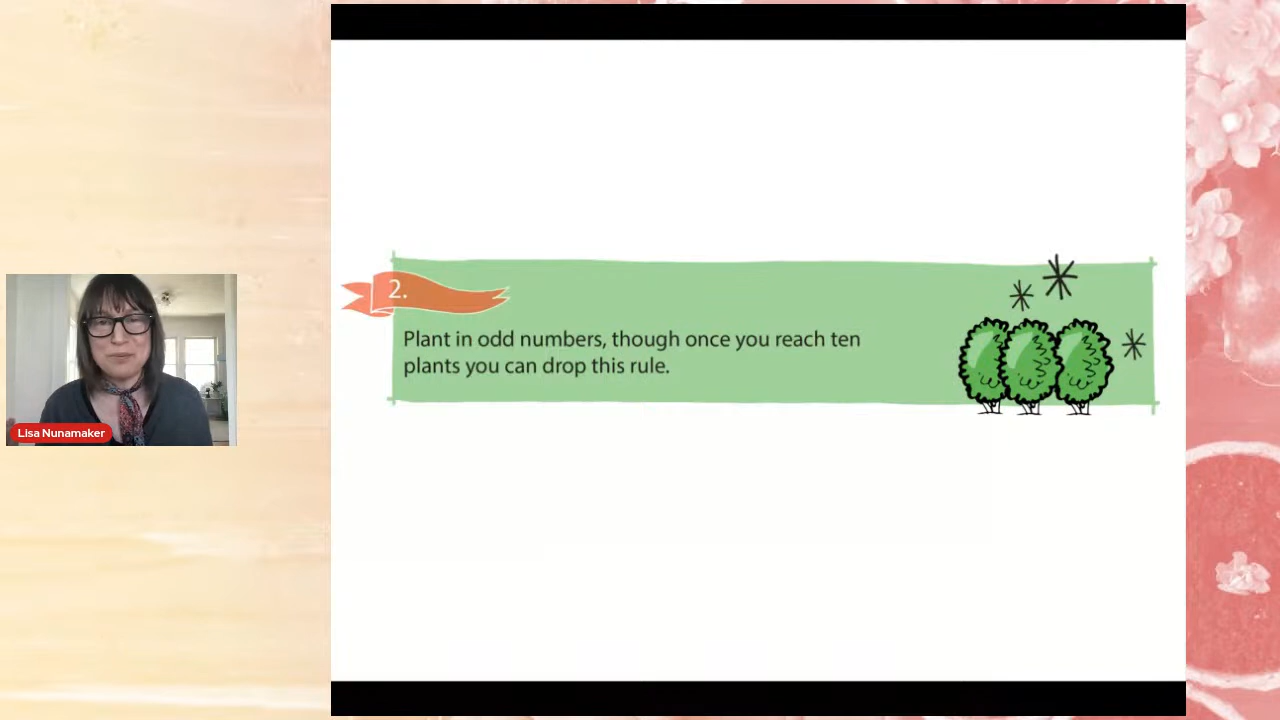 2.
Plant in odd numbers, though once you reach ten
plants you can drop this rule.
Lisa Nunamaker